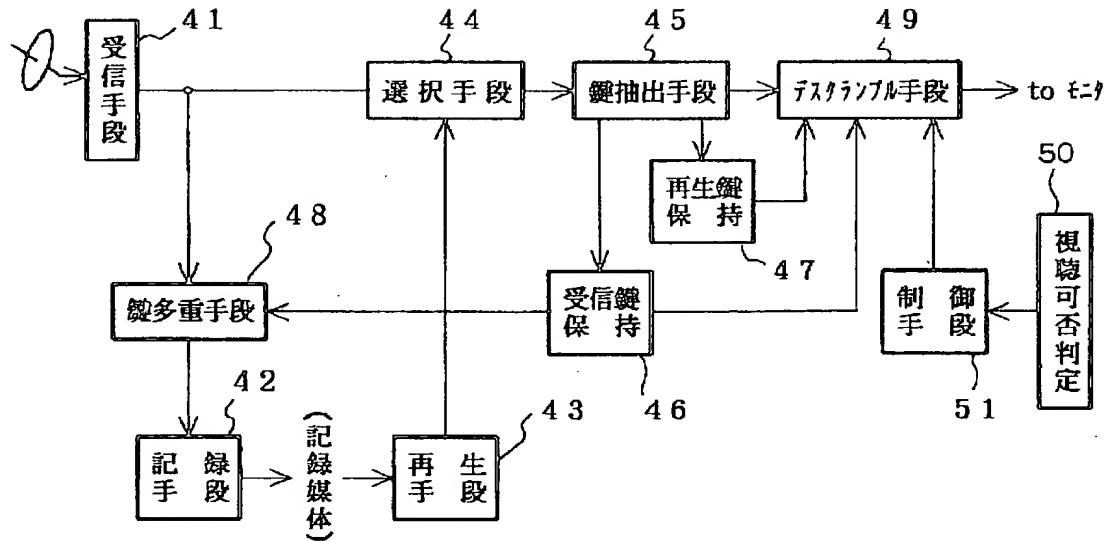 41
受信手段
44
選択手段
45
鍵抽出手段
49
デスクランブル手段
to モニタ
再生鍵
保持
47
50
視聴可否判定
48
鍵多重手段
受信鍵
保持
46
制御
手段
51
42
記録
手段
(記録媒体)
43
再生
手段